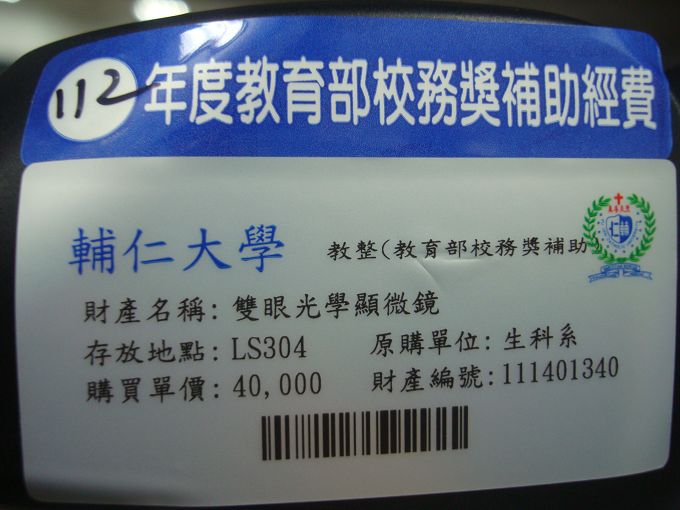 112年度教育部校務獎補助經費
輔仁大學 教整(教育部校務獎補助)
財產名稱: 雙眼光學顯微鏡
存放地點: LS304 原購單位: 生科系
購買單價: 40,000 財產編號: 111401340